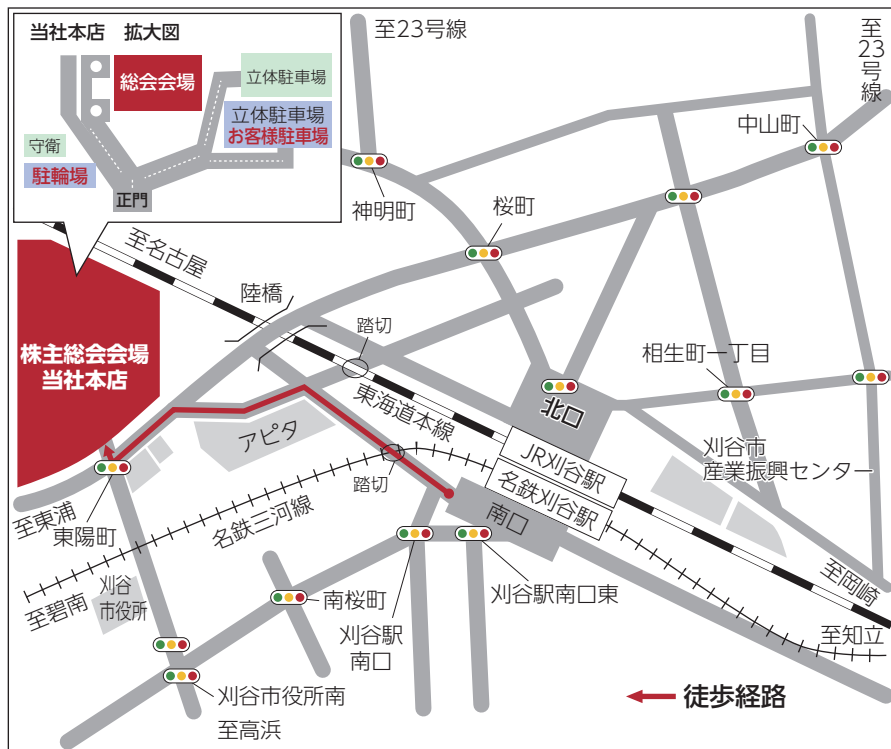 当社本店 拡大図
総会会場
立体駐車場
立体駐車場
お客様駐車場
守衛
駐輪場
正門
至23号線
至23号線
中山町
神明町
桜町
至名古屋
陸橋
踏切
株主総会会場
当社本店
相生町一丁目
北口
東海道本線
アピタ
JR刈谷駅
刈谷市
産業振興センター
名鉄刈谷駅
踏切
南口
至東浦
東陽町
名鉄三河線
至岡崎
至碧南
刈谷
市役所
南桜町
刈谷駅
南口
刈谷駅南口東
至知立
刈谷市役所南
至高浜
徒歩経路